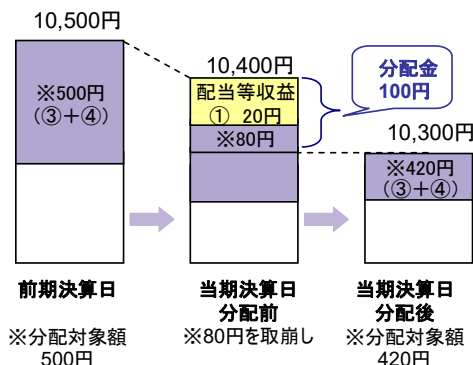 10,500円
※500円
(③+④)
前期決算日
※分配対象額
500円
10,400円
配当等収益
① 20円
※80円
当期決算日
分配前
※80円を取崩し
分配金
100円
10,300円
※420円
(③+④)
当期決算日
分配後
※分配対象額
420円